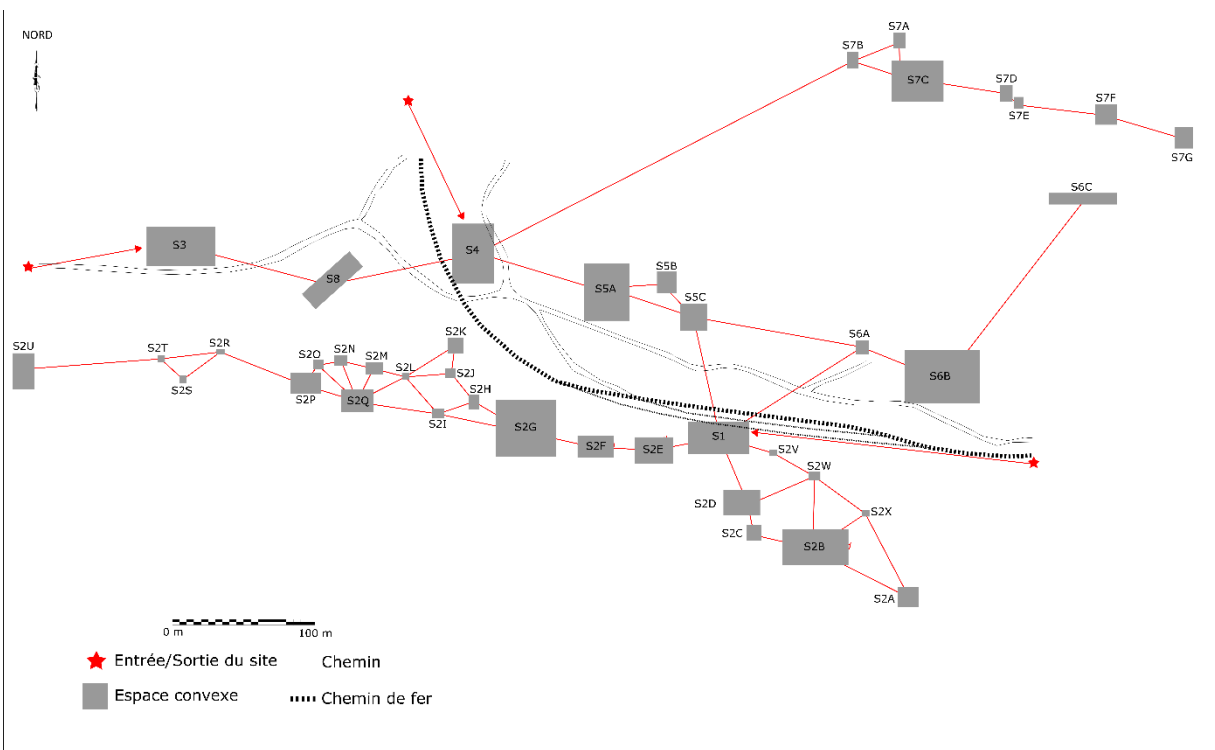 NORD
S7A
S7B
S7C
S7D
S7E
S7F
S7G
S6C
S3
S4
S8
S5A
S5B
S5C
S6A
S6B
S2U
S2T
S2S
S2R
S2O
S2N
S2M
S2P
S2Q
S2L
S2K
S2J
S2H
S2I
S2G
S2F
S2E
S1
S2V
S2W
S2D
S2X
S2C
S2B
S2A
0 m 100 m
Entrée/Sortie du site Chemin
Espace convexe Chemin de fer